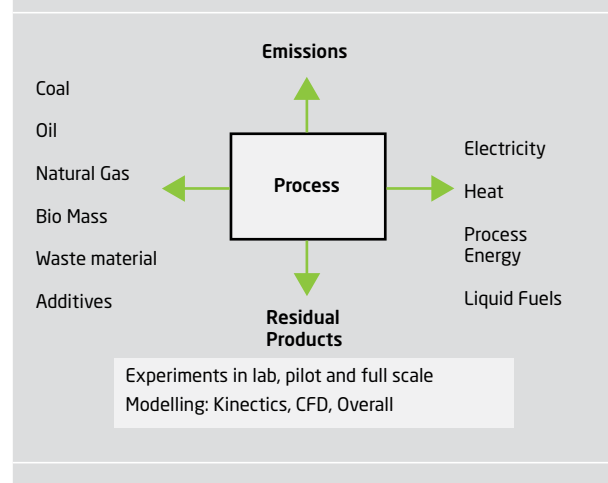 Emissions
Coal
Oil
Natural Gas
Bio Mass
Waste material
Additives
Process
Electricity
Heat
Process
Energy
Liquid Fuels
Residual
Products
Experiments in lab, pilot and full scale
Modelling: Kinectics, CFD, Overall